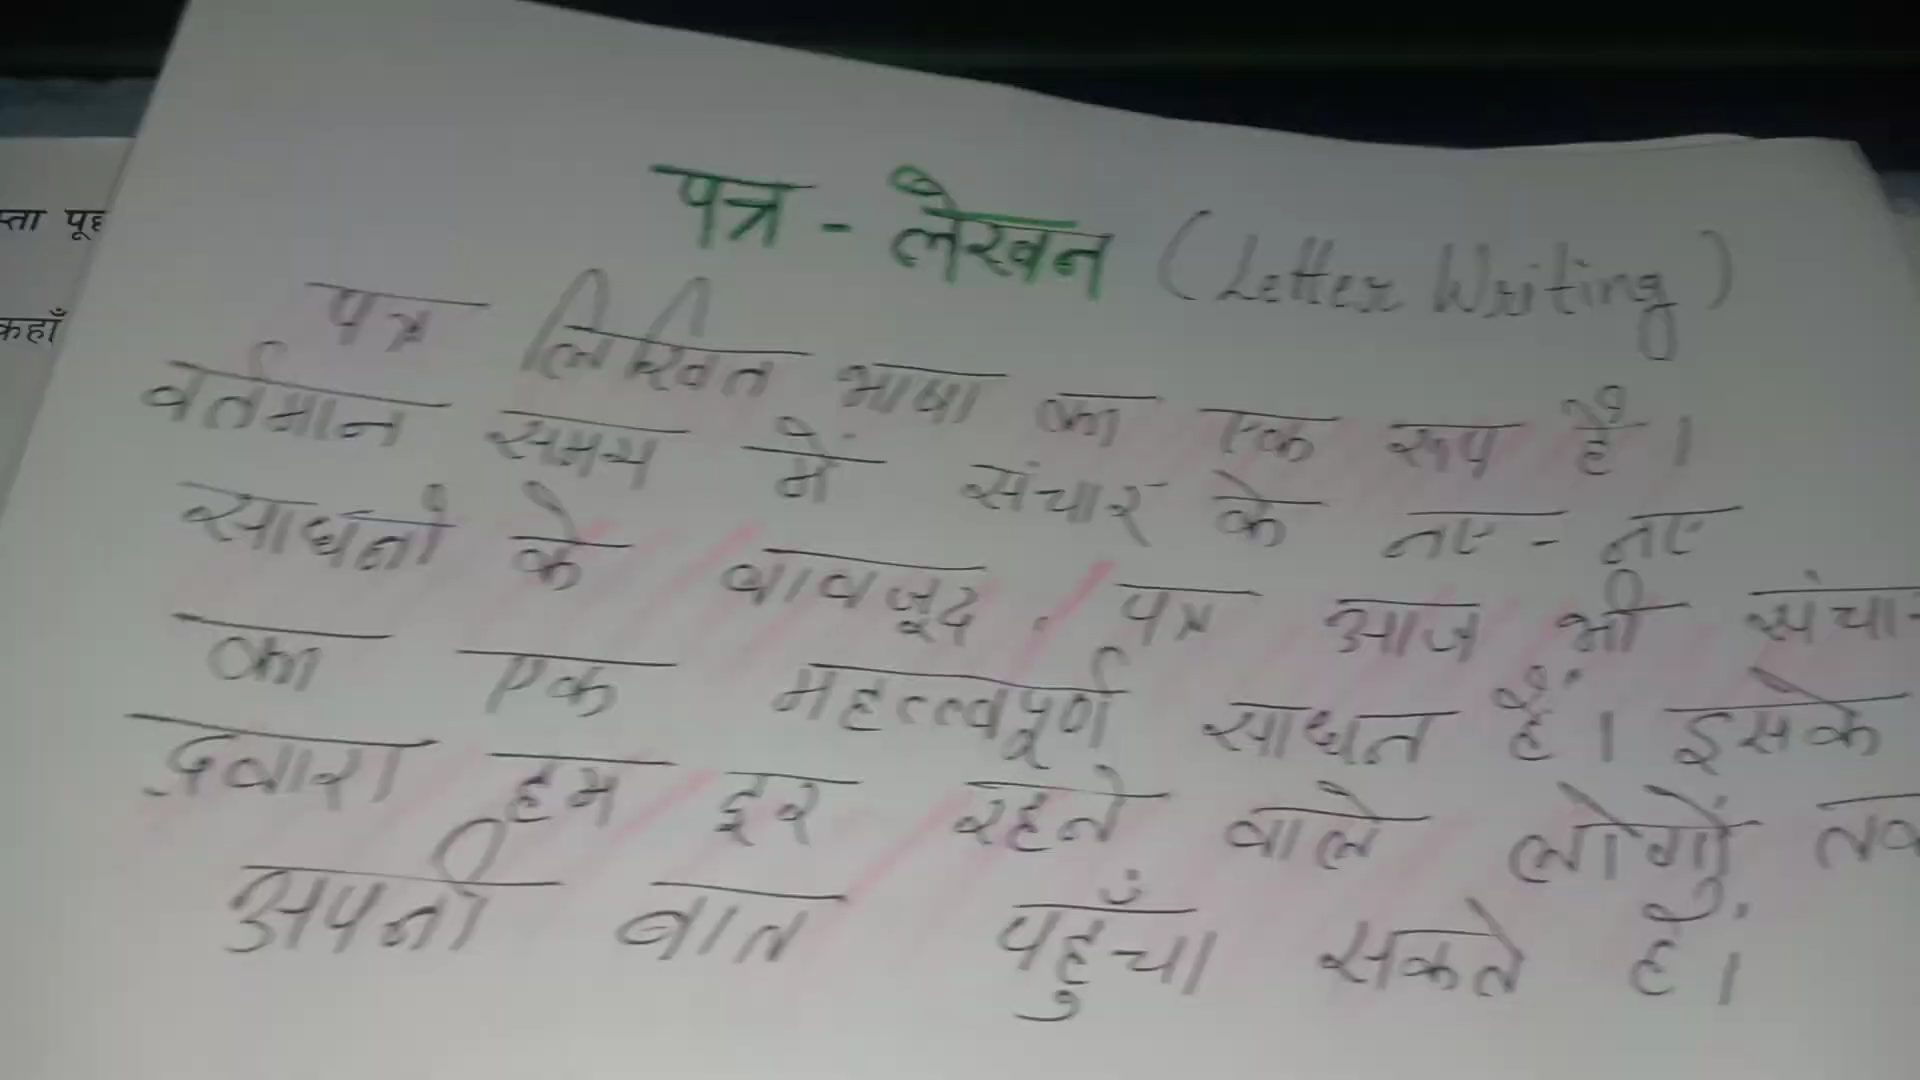 पत्र - लेखन (Letter Writing)
पत्र लिखित भाषा का एक रूप है।
वर्तमान समय में संचार के नए - नए
साधनो के बावजूद, पत्र आज भी संचा
का एक महत्त्वपूर्ण साधन हैं। इसके
द्वारा हम दूर रहने वाले लोगों तक
अपनी बात पहुँचा सकते हैं।
प्ता पूछ
कहाँ